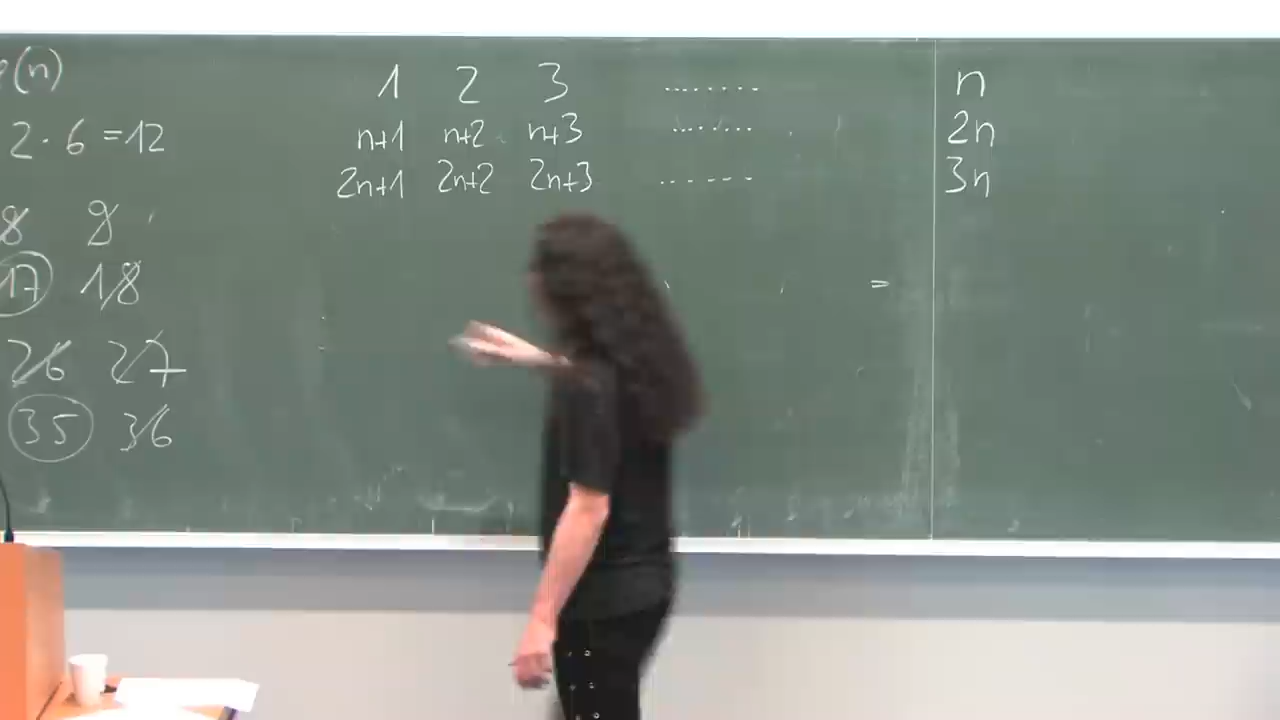 (n)
2 · 6 = 12
8 9
17 18
26 27
35 36
1 2 3 ........ n
n+1 n+2 n+3 ....... 2n
2n+1 2n+2 2n+3 ...... 3n